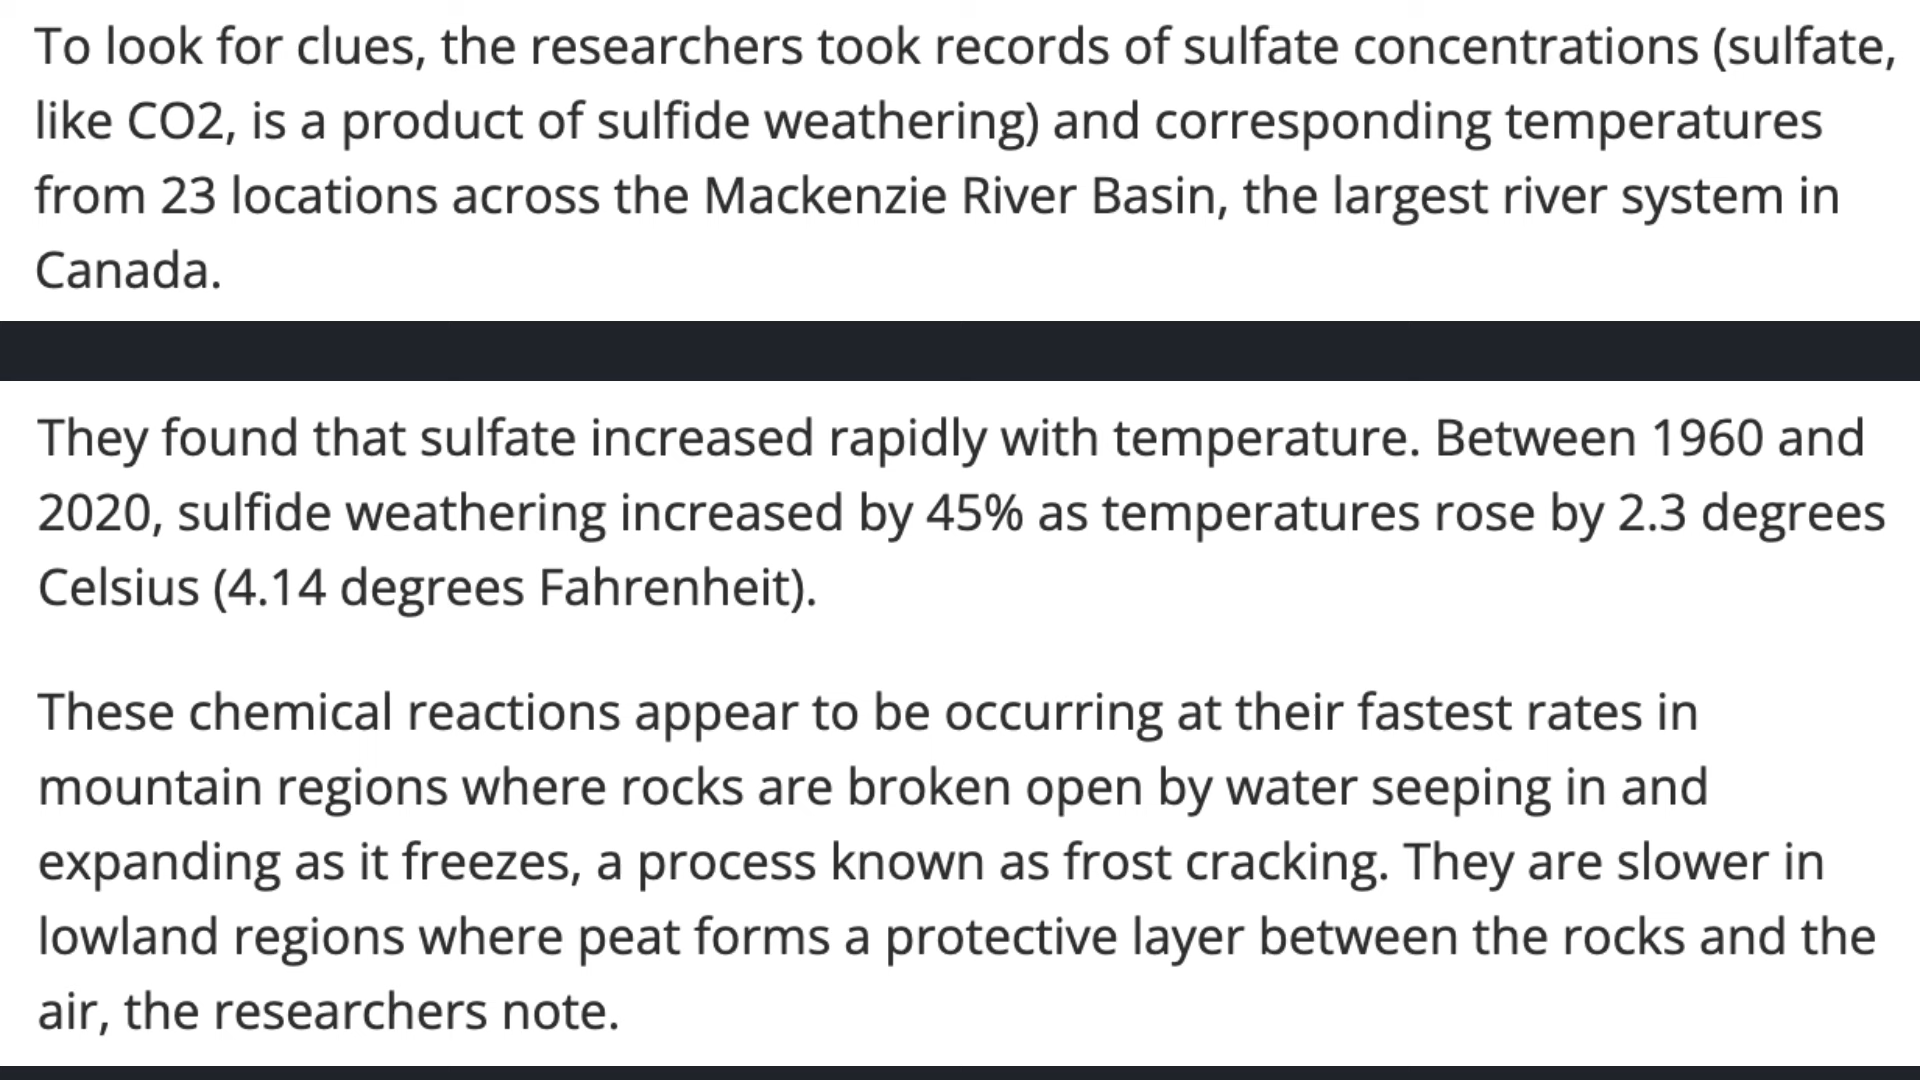 To look for clues, the researchers took records of sulfate concentrations (sulfate,
like CO2, is a product of sulfide weathering) and corresponding temperatures
from 23 locations across the Mackenzie River Basin, the largest river system in
Canada.
They found that sulfate increased rapidly with temperature. Between 1960 and
2020, sulfide weathering increased by 45% as temperatures rose by 2.3 degrees
Celsius (4.14 degrees Fahrenheit).
These chemical reactions appear to be occurring at their fastest rates in
mountain regions where rocks are broken open by water seeping in and
expanding as it freezes, a process known as frost cracking. They are slower in
lowland regions where peat forms a protective layer between the rocks and the
air, the researchers note.